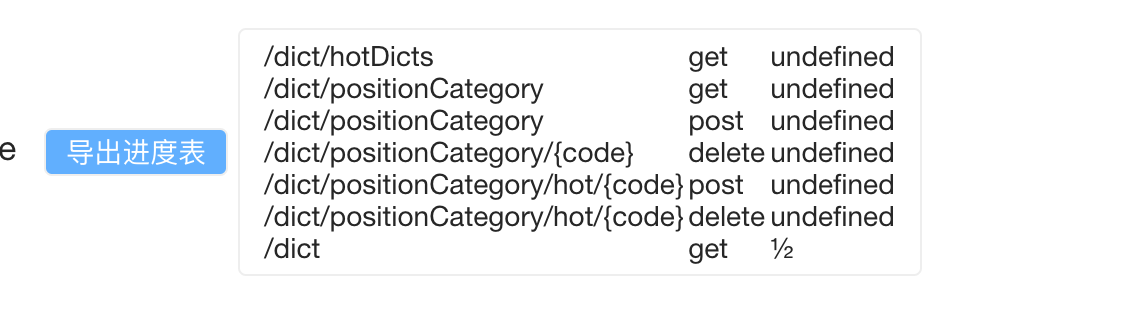 /dict/hotDicts get undefined
/dict/positionCategory get undefined
/dict/positionCategory post undefined
e 导出进度表 /dict/positionCategory/{code} delete undefined
/dict/positionCategory/hot/{code} post undefined
/dict/positionCategory/hot/{code} delete undefined
/dict get ½